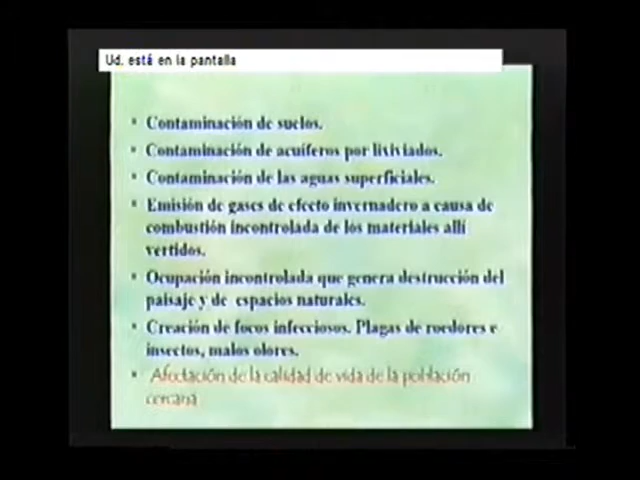 Ud. está en la pantalla
• Contaminación de suelos.
• Contaminación de acuíferos por lixiviados.
• Contaminación de las aguas superficiales.
• Emisión de gases de efecto invernadero a causa de
combustión incontrolada de los materiales allí
vertidos.
• Ocupación incontrolada que genera destrucción del
paisaje y de espacios naturales.
• Creación de focos infecciosos. Plagas de roedores e
insectos, malos olores.
• Afectación de la calidad de vida de la población
cercana